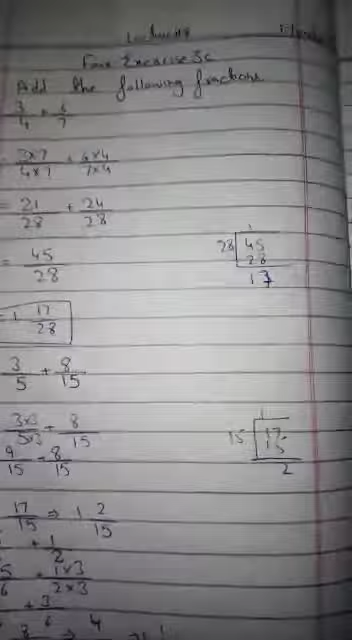 Four Exercise 3c
Add the following fractions
3/4 + 6/7
= 3×7/4×7 + 6×4/7×4
= 21/28 + 24/28
= 45/28
28 1
45
28
17
= 1 17/28
3/5 + 8/15
3×3/5×3 + 8/15
9/15 + 8/15
15 1
17
15
2
17/15 ⇒ 1 2/15
+ 1/2
5/6 + 1×3/2×3
+ 3/6